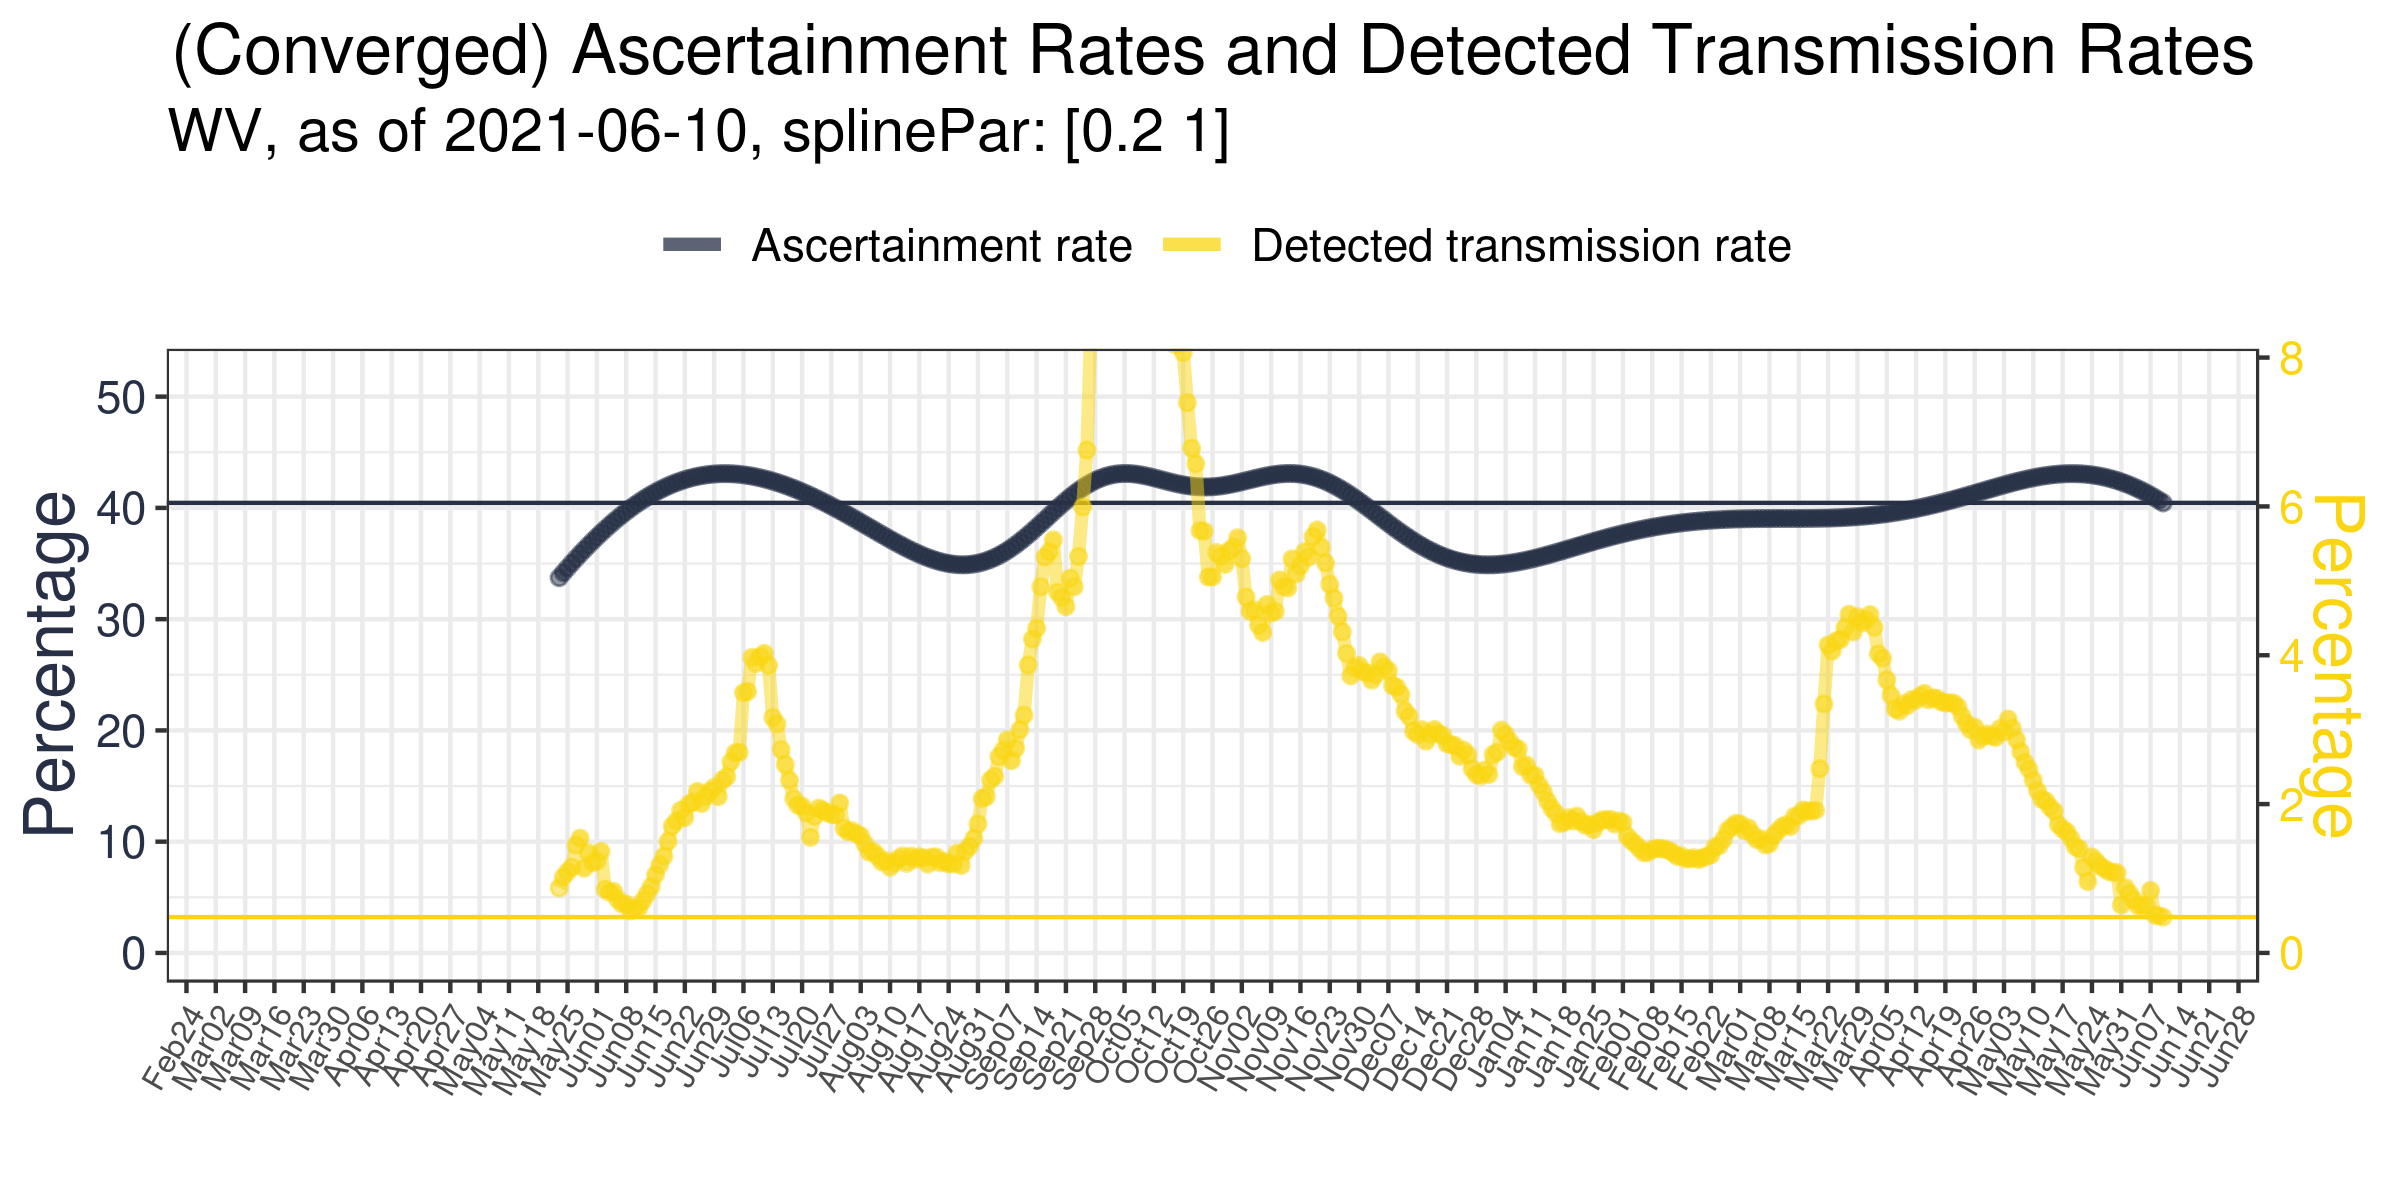 (Converged) Ascertainment Rates and Detected Transmission Rates
WV, as of 2021-06-10, splinePar: [0.2 1]
Ascertainment rate
Detected transmission rate
Percentage
50
40
30
20
10
0
8
6
4
2
0
Percentage
Feb24
Mar02
Mar09
Mar16
Mar23
Mar30
Apr06
Apr13
Apr20
Apr27
May04
May11
May18
May25
Jun01
Jun08
Jun15
Jun22
Jun29
Jul06
Jul13
Jul20
Jul27
Aug03
Aug10
Aug17
Aug24
Aug31
Sep07
Sep14
Sep21
Sep28
Oct05
Oct12
Oct19
Oct26
Nov02
Nov09
Nov16
Nov23
Nov30
Dec07
Dec14
Dec21
Dec28
Jan04
Jan11
Jan18
Jan25
Feb01
Feb08
Feb15
Feb22
Mar01
Mar08
Mar15
Mar22
Mar29
Apr05
Apr12
Apr19
Apr26
May03
May10
May17
May24
May31
Jun07
Jun14
Jun21
Jun28